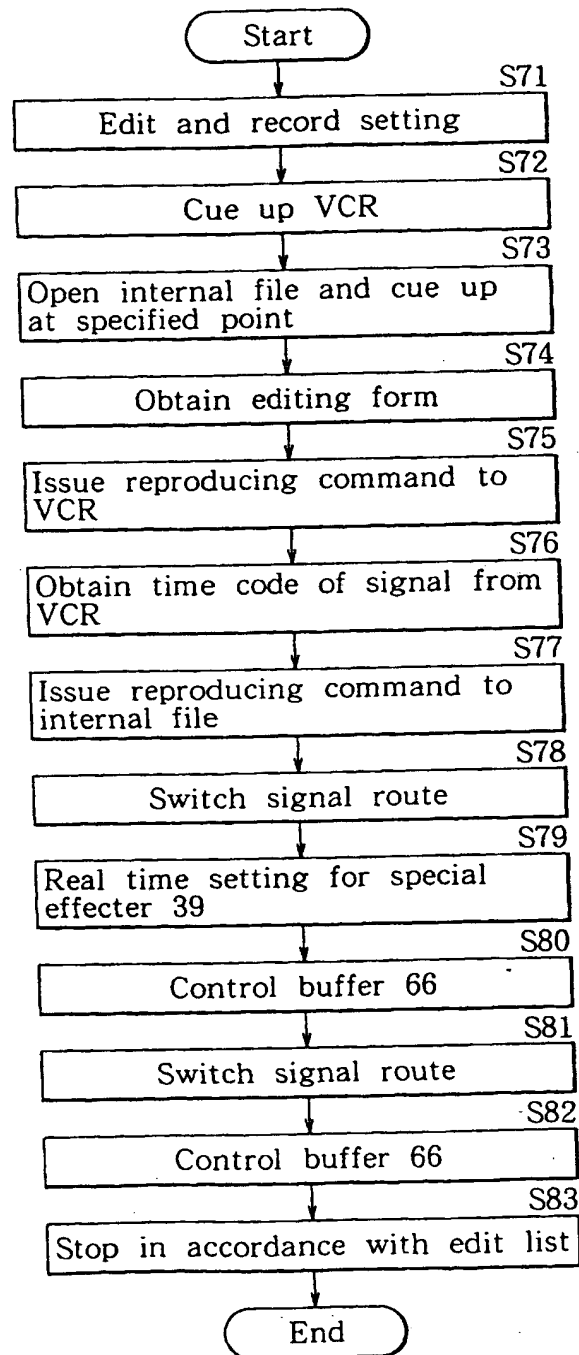 Start
S71
Edit and record setting
S72
Cue up VCR
S73
Open internal file and cue up
at specified point
S74
Obtain editing form
S75
Issue reproducing command to
VCR
S76
Obtain time code of signal from
VCR
S77
Issue reproducing command to
internal file
S78
Switch signal route
S79
Real time setting for special
effecter 39
S80
Control buffer 66
S81
Switch signal route
S82
Control buffer 66
S83
Stop in accordance with edit list
End